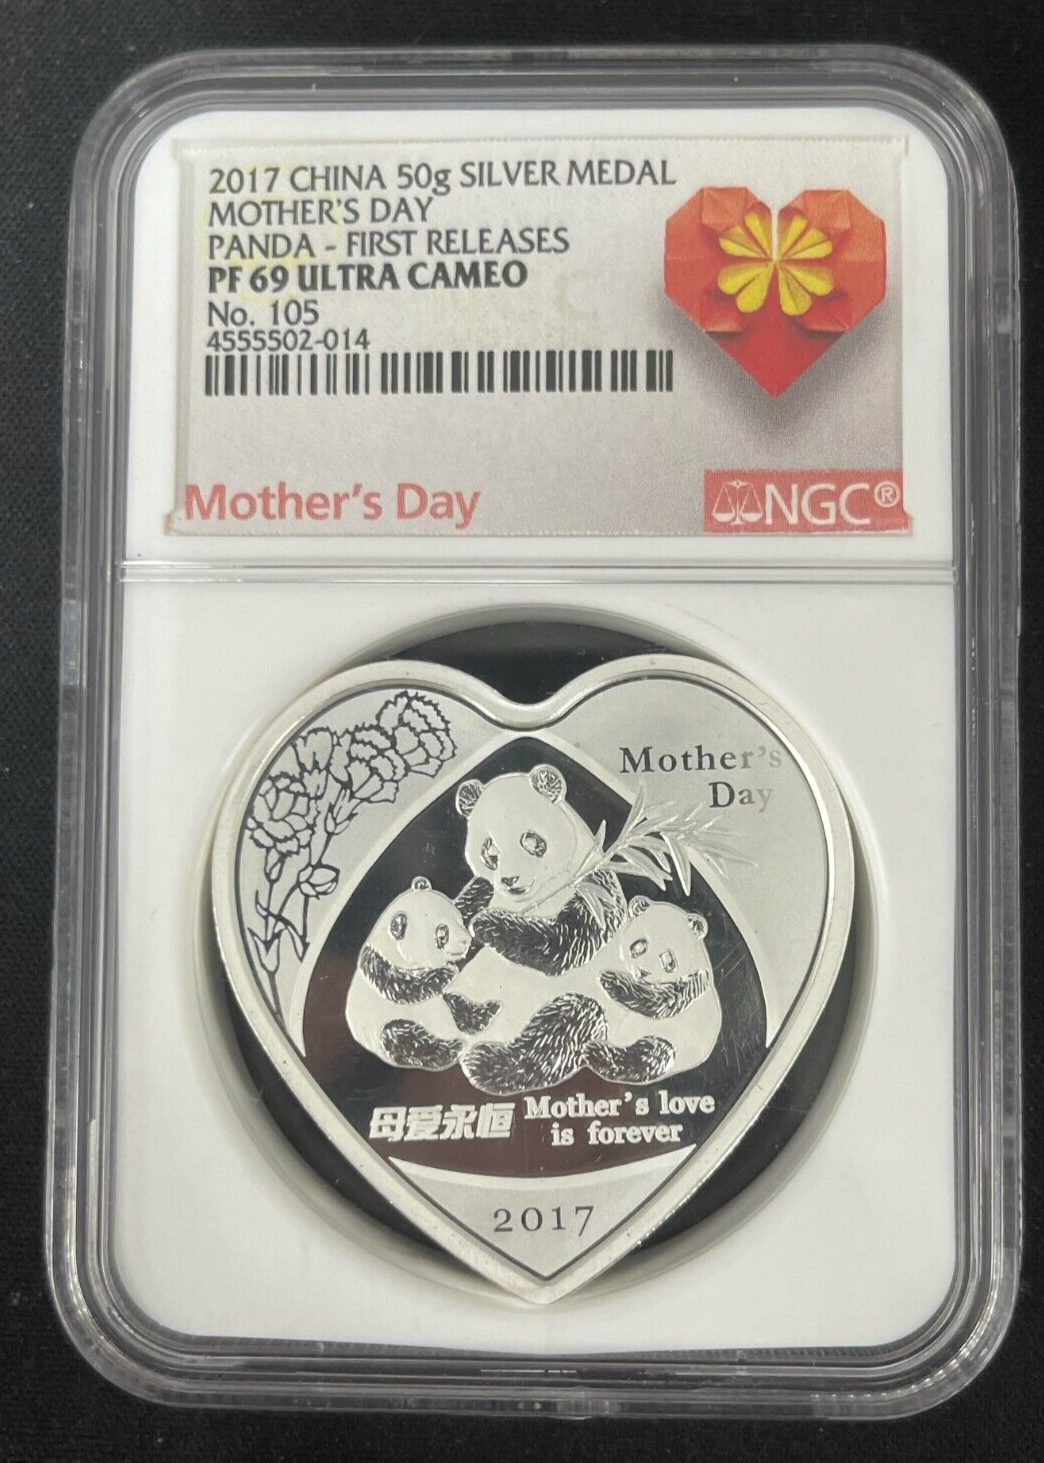 2017 CHINA 50g SILVER MEDAL
MOTHER'S DAY
PANDA - FIRST RELEASES
PF 69 ULTRA CAMEO
No. 105
4555502-014
Mother's Day
NGC®
Mother's
Day
母爱永恒 Mother's love
is forever
2017